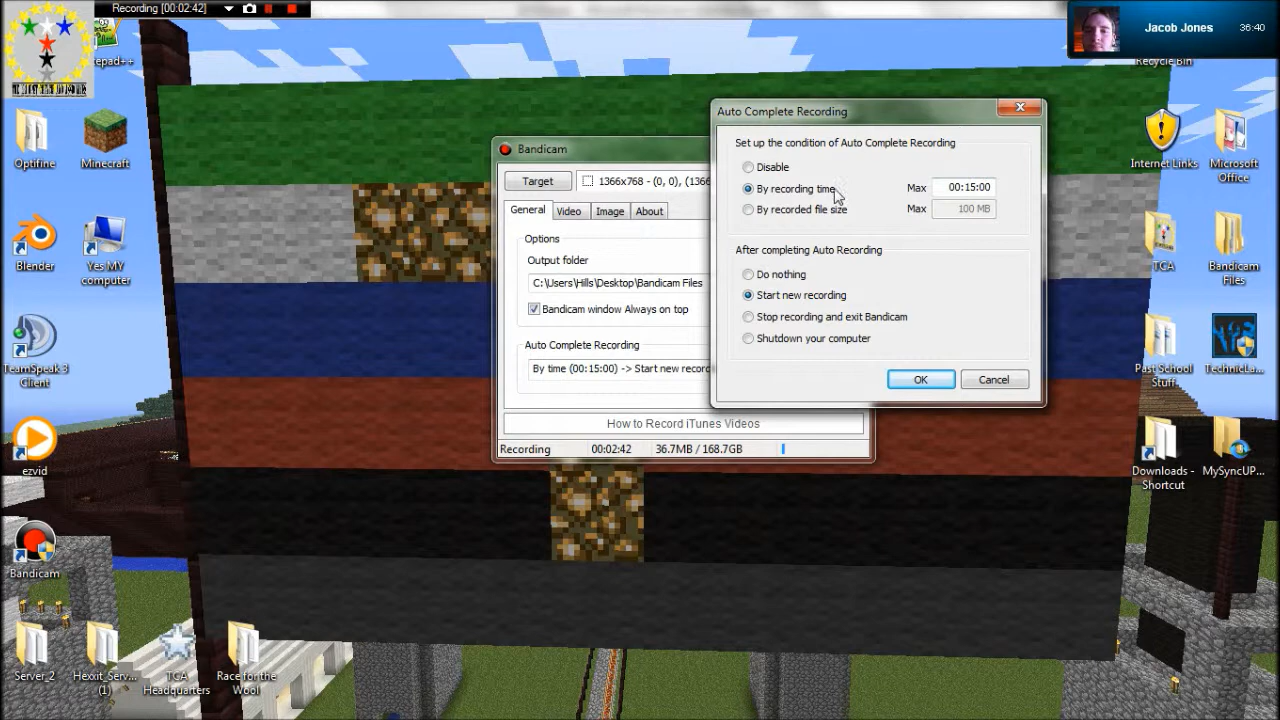 Recording [00:02:42]
Jacob Jones 36:40
Recycle Bin
Optifine
Minecraft
Internet Links
Microsoft Office
Blender
Yes MY computer
TCA
Bandicam Files
TeamSpeak 3 Client
Past School Stuff
TechnicLa...
ezvid
Downloads - Shortcut
MySyncUP...
Bandicam
Server_2
Hexxit_Serv... (1)
TCA Headquarters
Race for the Wool
Bandicam
Target
1366x768 - (0, 0), (1366
General
Video
Image
About
Options
Output folder
C:\Users\Hills\Desktop\Bandicam Files
Bandicam window Always on top
Auto Complete Recording
By time (00:15:00) -> Start new record
How to Record iTunes Videos
Recording 00:02:42 36.7MB / 168.7GB
Auto Complete Recording
Set up the condition of Auto Complete Recording
Disable
By recording time Max 00:15:00
By recorded file size Max 100 MB
After completing Auto Recording
Do nothing
Start new recording
Stop recording and exit Bandicam
Shutdown your computer
OK
Cancel